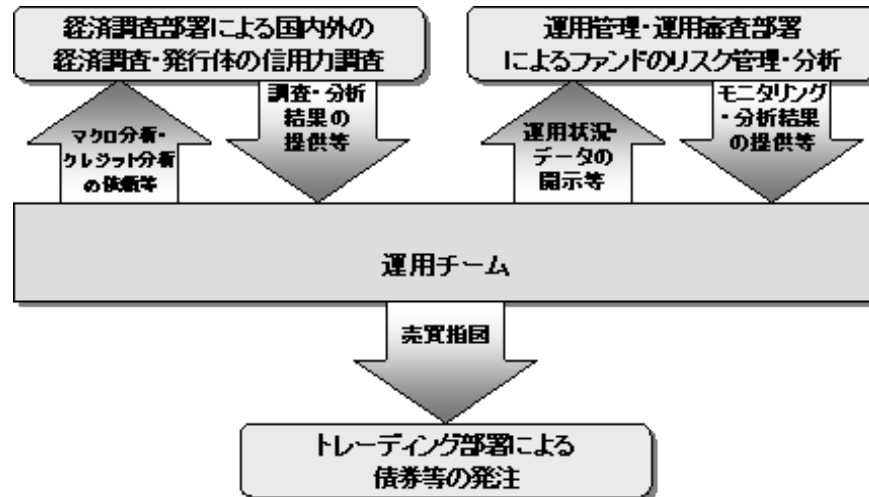 経済調査部署による国内外の
経済調査・発行体の信用力調査
運用管理・運用審査部署
によるファンドのリスク管理・分析
マクロ分析・
クレジット分析
の依頼等
調査・分析
結果の
提供等
運用状況・
データの
開示等
モニタリング
・分析結果
の提供等
運用チーム
売買指図
トレーディング部署による
債券等の発注